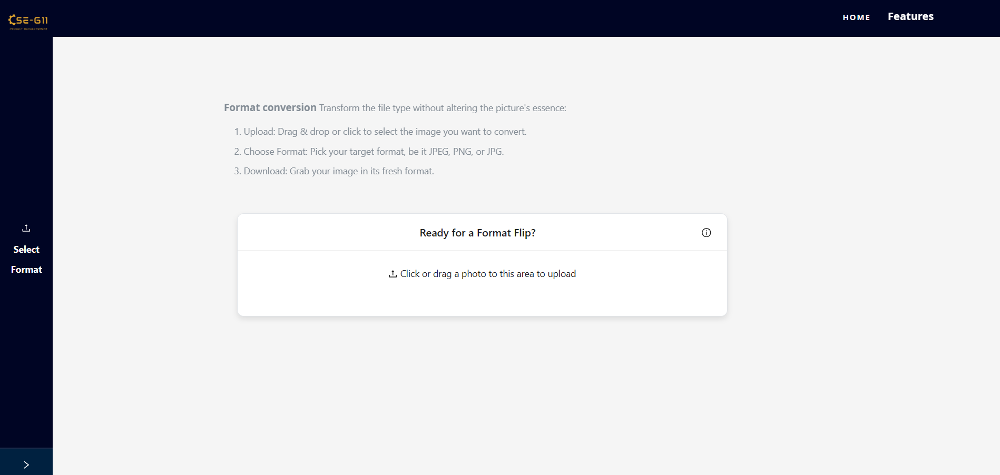 CSE-G11
PROJECT DEVELOPEMENT
HOME
Features
Format conversion Transform the file type without altering the picture's essence:
1. Upload: Drag & drop or click to select the image you want to convert.
2. Choose Format: Pick your target format, be it JPEG, PNG, or JPG.
3. Download: Grab your image in its fresh format.
Select
Format
Ready for a Format Flip?
Click or drag a photo to this area to upload